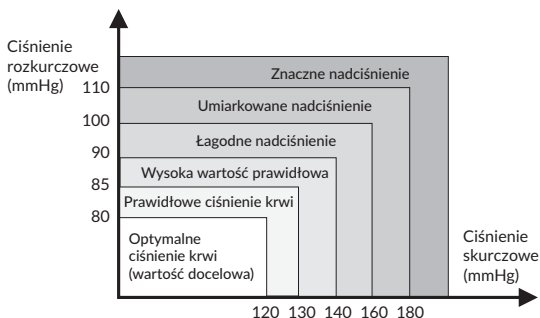 Ciśnienie
rozkurczowe
(mmHg)
110
100
90
85
80
Znaczne nadciśnienie
Umiarkowane nadciśnienie
Łagodne nadciśnienie
Wysoka wartość prawidłowa
Prawidłowe ciśnienie krwi
Optymalne
ciśnienie krwi
(wartość docelowa)
Ciśnienie
skurczowe
(mmHg)
120 130 140 160 180